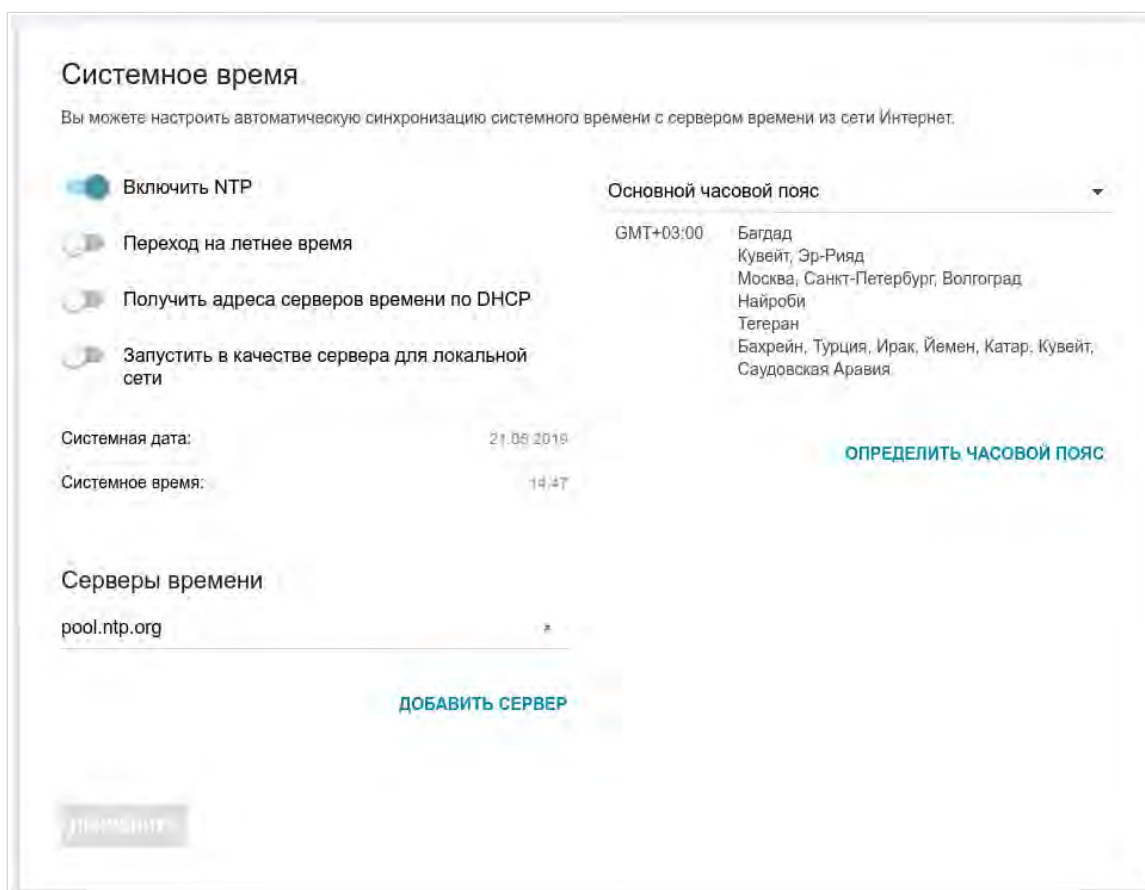 Системное время
Вы можете настроить автоматическую синхронизацию системного времени с сервером времени из сети Интернет.
Включить NTP
Переход на летнее время
Получить адреса серверов времени по DHCP
Запустить в качестве сервера для локальной
сети
Системная дата: 21.05.2019
Системное время: 14:47
Основной часовой пояс
GMT+03:00 Багдад
Кувейт, Эр-Рияд
Москва, Санкт-Петербург, Волгоград
Найроби
Тегеран
Бахрейн, Турция, Ирак, Йемен, Катар, Кувейт,
Саудовская Аравия
ОПРЕДЕЛИТЬ ЧАСОВОЙ ПОЯС
Серверы времени
pool.ntp.org
ДОБАВИТЬ СЕРВЕР